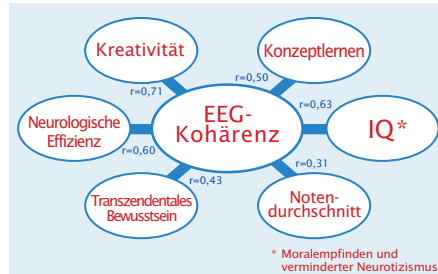 Kreativität
Konzeptlernen
r=0,71
r=0,50
EEG-
Kohärenz
r=0,63
Neurologische
Effizienz
IQ*
r=0,60
r=0,31
r=0,43
Transzendentales
Bewusstsein
Noten-
durchschnitt
* Moralempfinden und
verminderter Neurotizismus